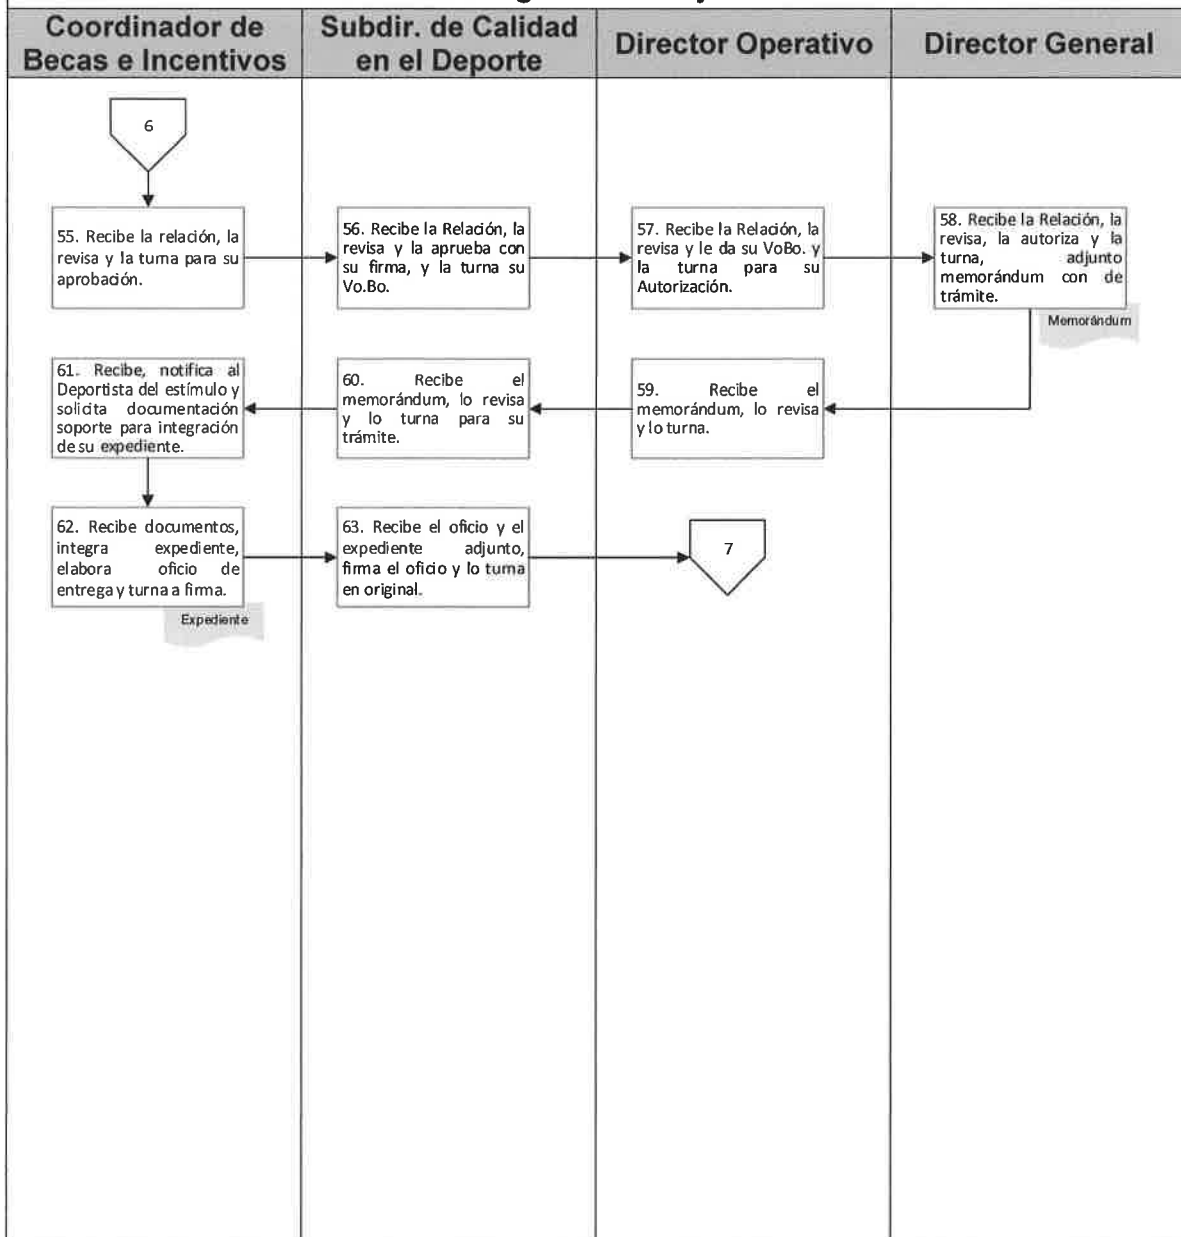 Coordinador de
Becas e Incentivos
Subdir. de Calidad
en el Deporte
Director Operativo
Director General
6
55. Recibe la relación, la
revisa y la turna para su
aprobación.
56. Recibe la Relación, la
revisa y la aprueba con
su firma, y la turna su
Vo.Bo.
57. Recibe la Relación, la
revisa y le da su VoBo. y
la turna para su
Autorización.
58. Recibe la Relación, la
revisa, la autoriza y la
turna, adjunto
memorándum con de
trámite.
Memorándum
61. Recibe, notifica al
Deportista del estímulo y
solicita documentación
soporte para integración
de su expediente.
60. Recibe el
memorándum, lo revisa
y lo turna para su
trámite.
59. Recibe el
memorándum, lo revisa
y lo turna.
62. Recibe documentos,
integra expediente,
elabora oficio de
entrega y turna a firma.
Expediente
63. Recibe el oficio y el
expediente adjunto,
firma el oficio y lo turna
en original.
7